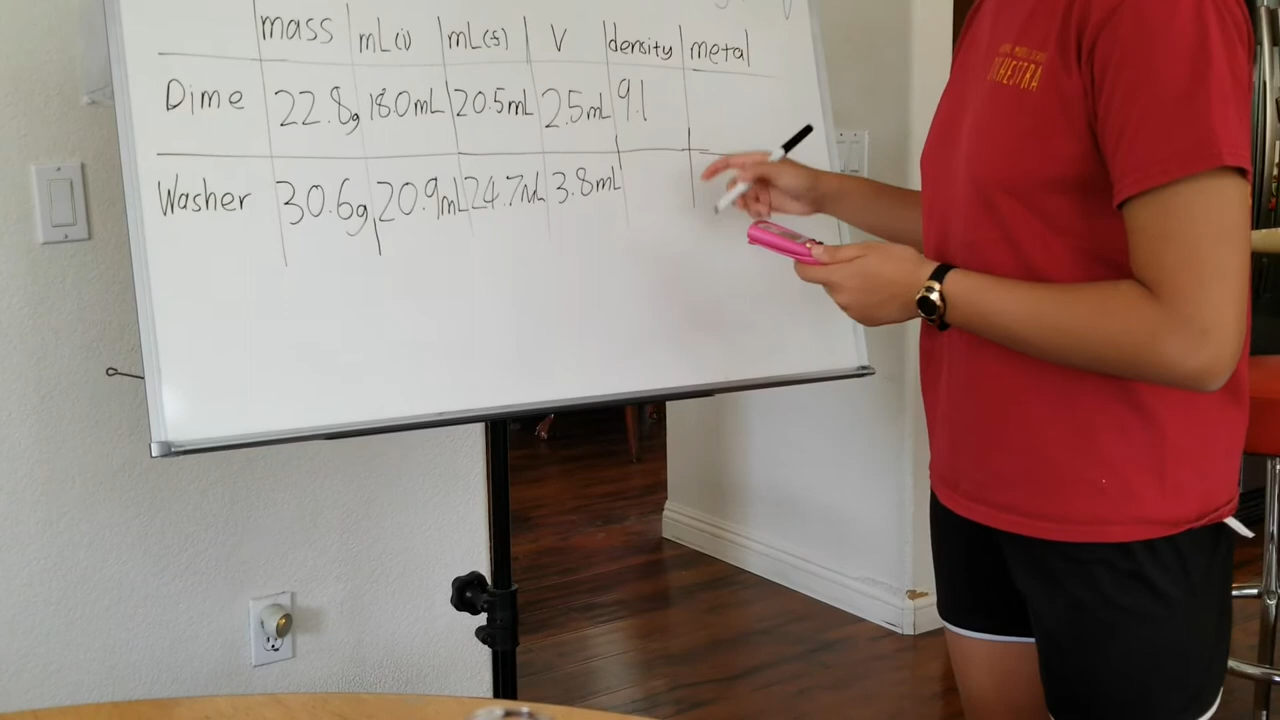 mass mL(i) mL(f) V density metal
Dime 22.8g 18.0mL 20.5mL 2.5mL 9.1
Washer 30.6g 20.9mL 24.7mL 3.8mL